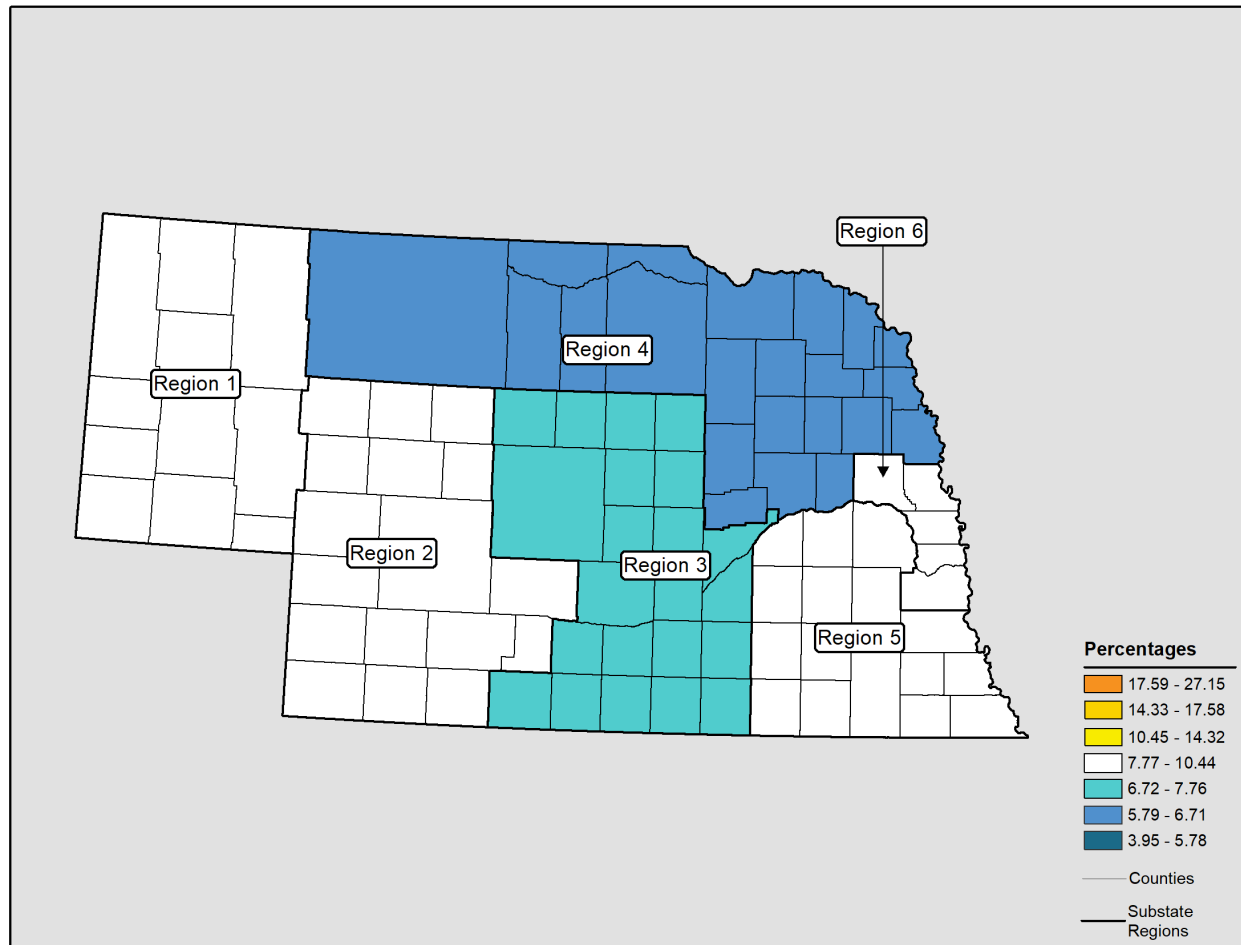 Region 6
Region 4
Region 1
Region 2
Region 3
Region 5
Percentages
17.59 - 27.15
14.33 - 17.58
10.45 - 14.32
7.77 - 10.44
6.72 - 7.76
5.79 - 6.71
3.95 - 5.78
Counties
Substate
Regions